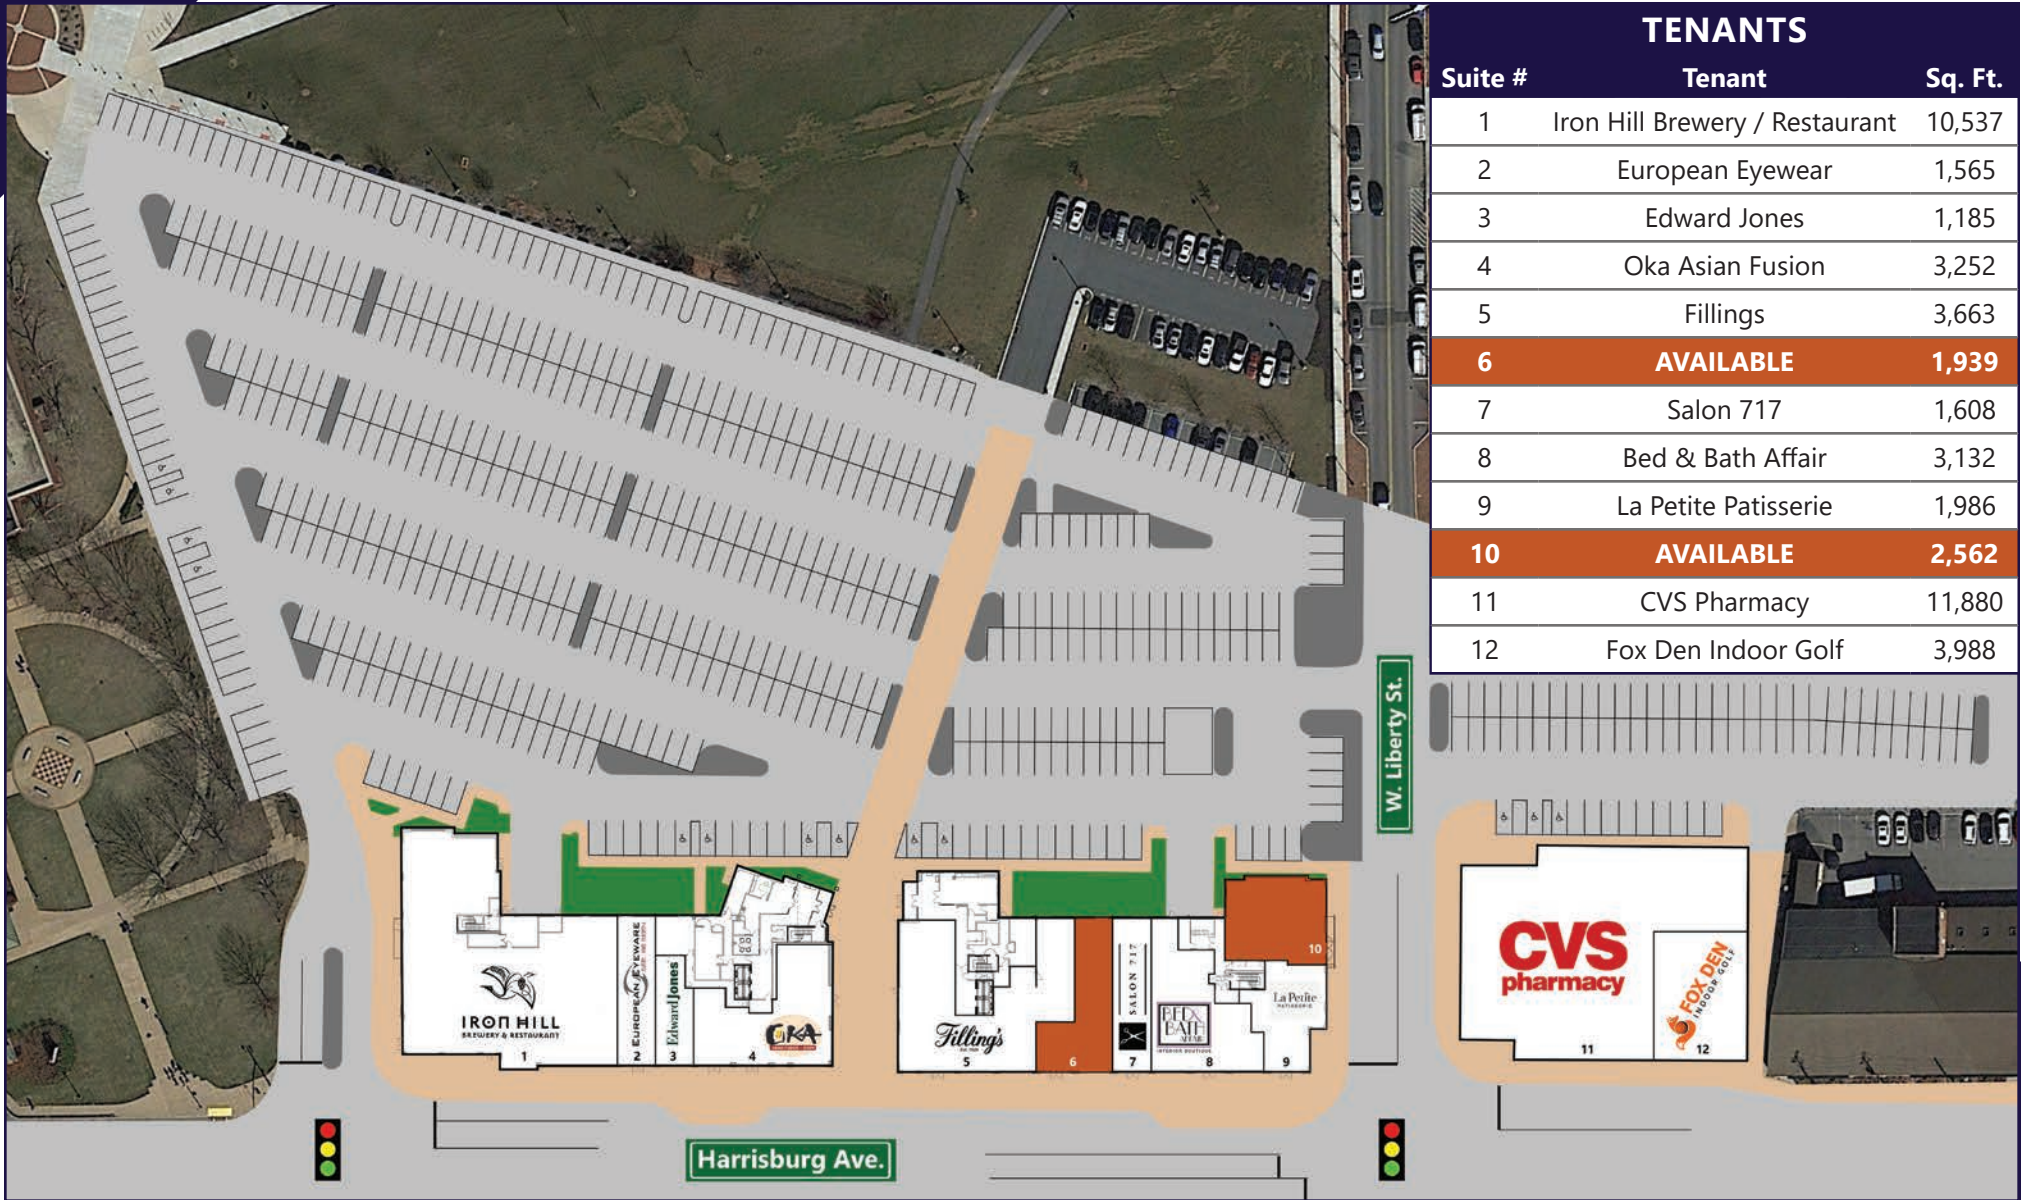 TENANTS
Suite # Tenant Sq. Ft.
1 Iron Hill Brewery / Restaurant 10,537
2 European Eyewear 1,565
3 Edward Jones 1,185
4 Oka Asian Fusion 3,252
5 Fillings 3,663
6 AVAILABLE 1,939
7 Salon 717 1,608
8 Bed & Bath Affair 3,132
9 La Petite Patisserie 1,986
10 AVAILABLE 2,562
11 CVS Pharmacy 11,880
12 Fox Den Indoor Golf 3,988
W. Liberty St.
IRON HILL
BREWERY & RESTAURANT
1
EUROPEAN EYEWARE
2
Edward Jones
3
OKA
4
Filling's
5
6
SALON 717
7
BED &
BATH
AFFAIR
INTERIOR BOUTIQUE
8
La Petite
PATISSERIE
9
10
CVS
pharmacy
11
FOX DEN
INDOOR GOLF
12
Harrisburg Ave.